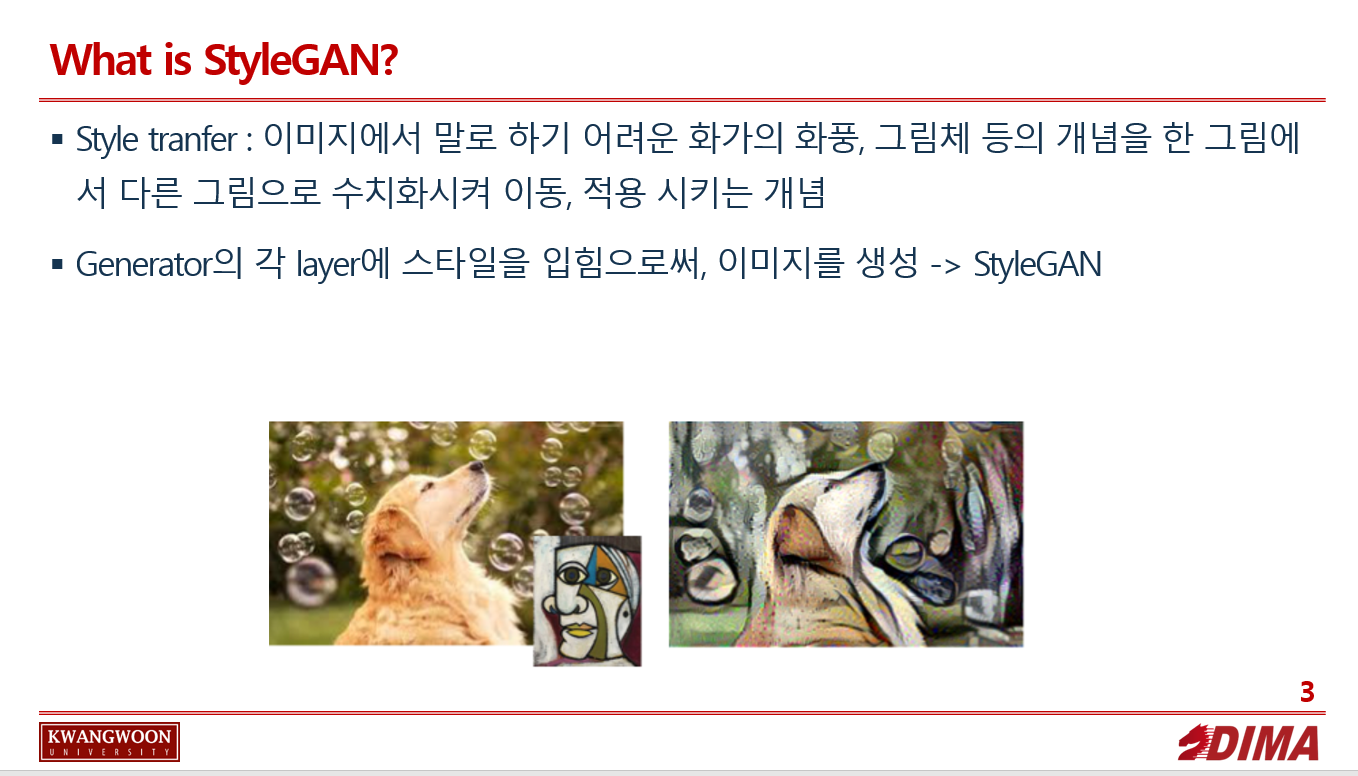 What is StyleGAN?
▪ Style tranfer : 이미지에서 말로 하기 어려운 화가의 화풍, 그림체 등의 개념을 한 그림에
서 다른 그림으로 수치화시켜 이동, 적용 시키는 개념
▪ Generator의 각 layer에 스타일을 입힘으로써, 이미지를 생성 -> StyleGAN
3
KWANGWOON
UNIVERSITY
DIMA